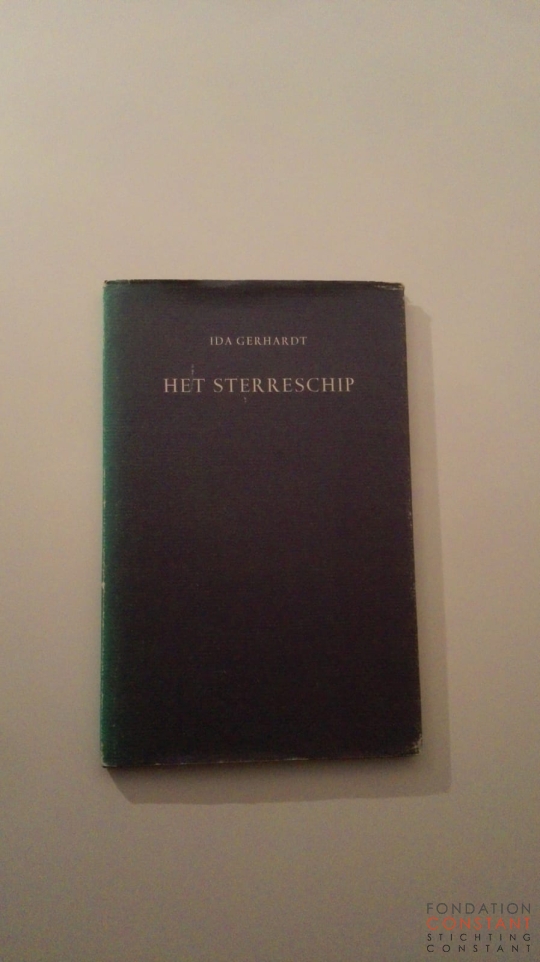 IDA GERHARDT
HET STERRESCHIP
FONDATION
CONSTANT
STICHTING
CONSTANT